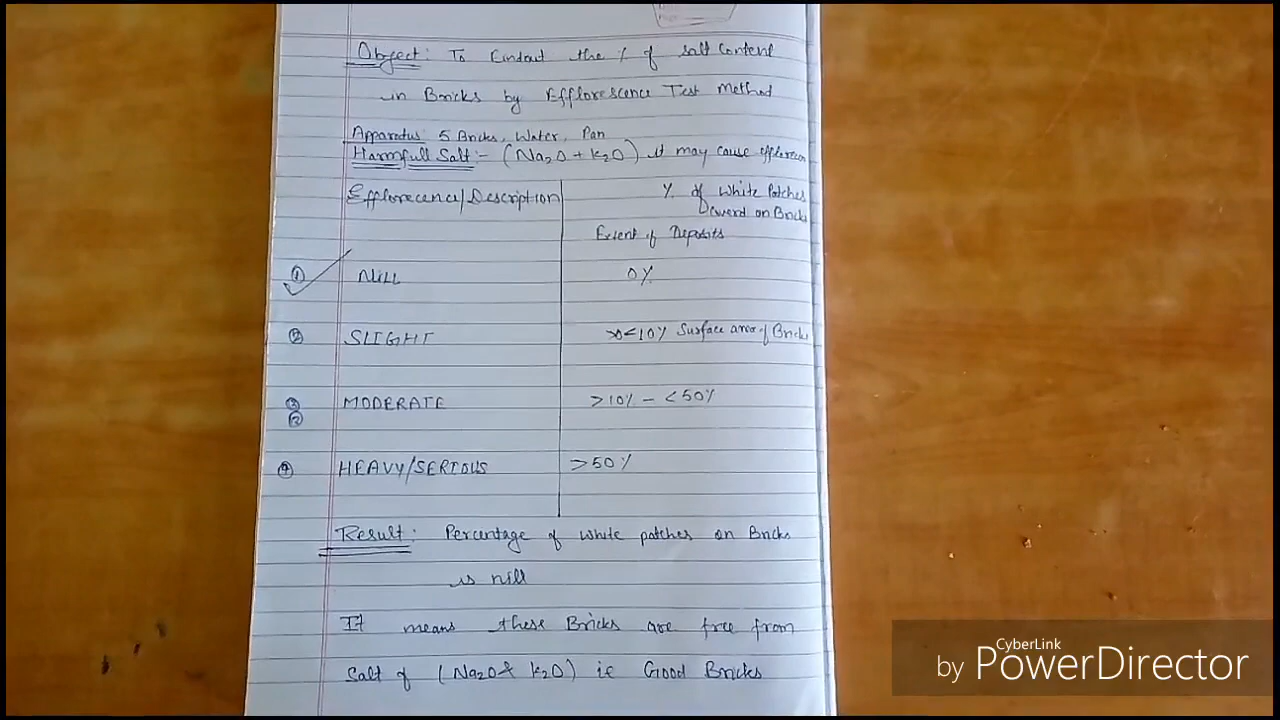 Object: To Findout the % of salt content
in Bricks by Efflorescence Test Method
Apparatus 5 Bricks, Water, Pan
Harmfull Salt:- (Na2O + K2O) it may cause
Efflorecence/Description
% of White Patches
Coverd on Bricks
Extent of Deposits
① Nill 0%
② SLIGHT >0<10% Surface area of Bricks
③ MODERATE >10% - <50%
②
④ HEAVY/SERIOUS >50%
Result: Percentage of white patches on Bricks
is nill
It means these Bricks are free from
Salt of (Na2O & K2O) ie Good Bricks
CyberLink
by PowerDirector